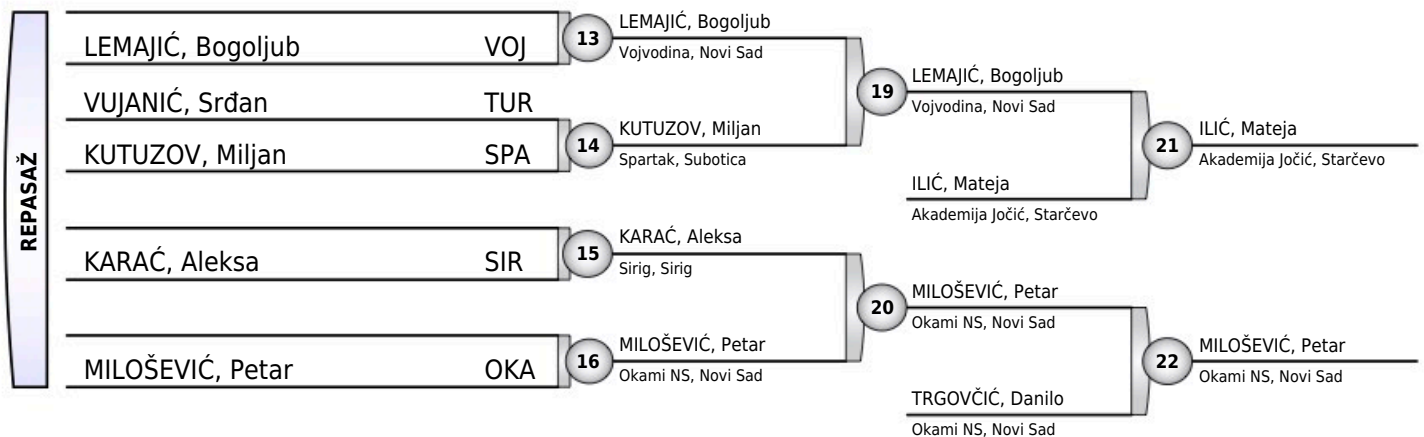 REPASAŽ
LEMAJIĆ, Bogoljub VOJ
VUJANIĆ, Srđan TUR
KUTUZOV, Miljan SPA
KARAĆ, Aleksa SIR
MILOŠEVIĆ, Petar OKA
13
LEMAJIĆ, Bogoljub
Vojvodina, Novi Sad
14
KUTUZOV, Miljan
Spartak, Subotica
15
KARAĆ, Aleksa
Sirig, Sirig
16
MILOŠEVIĆ, Petar
Okami NS, Novi Sad
19
LEMAJIĆ, Bogoljub
Vojvodina, Novi Sad
ILIĆ, Mateja
Akademija Jočić, Starčevo
20
MILOŠEVIĆ, Petar
Okami NS, Novi Sad
TRGOVČIĆ, Danilo
Okami NS, Novi Sad
21
ILIĆ, Mateja
Akademija Jočić, Starčevo
22
MILOŠEVIĆ, Petar
Okami NS, Novi Sad